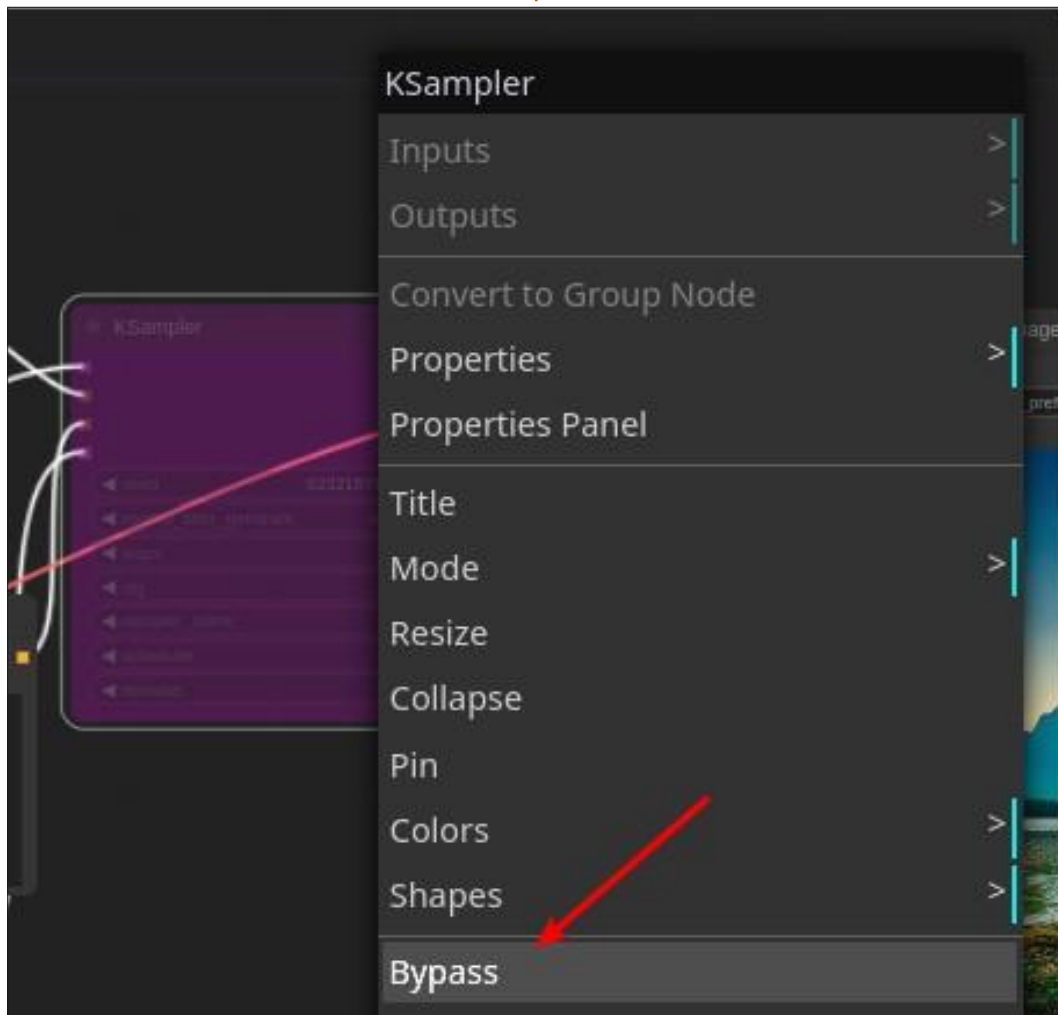 KSampler
Inputs >
Outputs >
Convert to Group Node
Properties >
Properties Panel
Title
Mode >
Resize
Collapse
Pin
Colors >
Shapes >
Bypass
KSampler